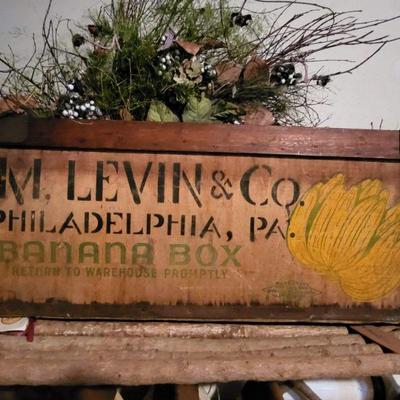 M. LEVIN & Co.
PHILADELPHIA, PA.
BANANA BOX
RETURN TO WAREHOUSE PROMPTLY